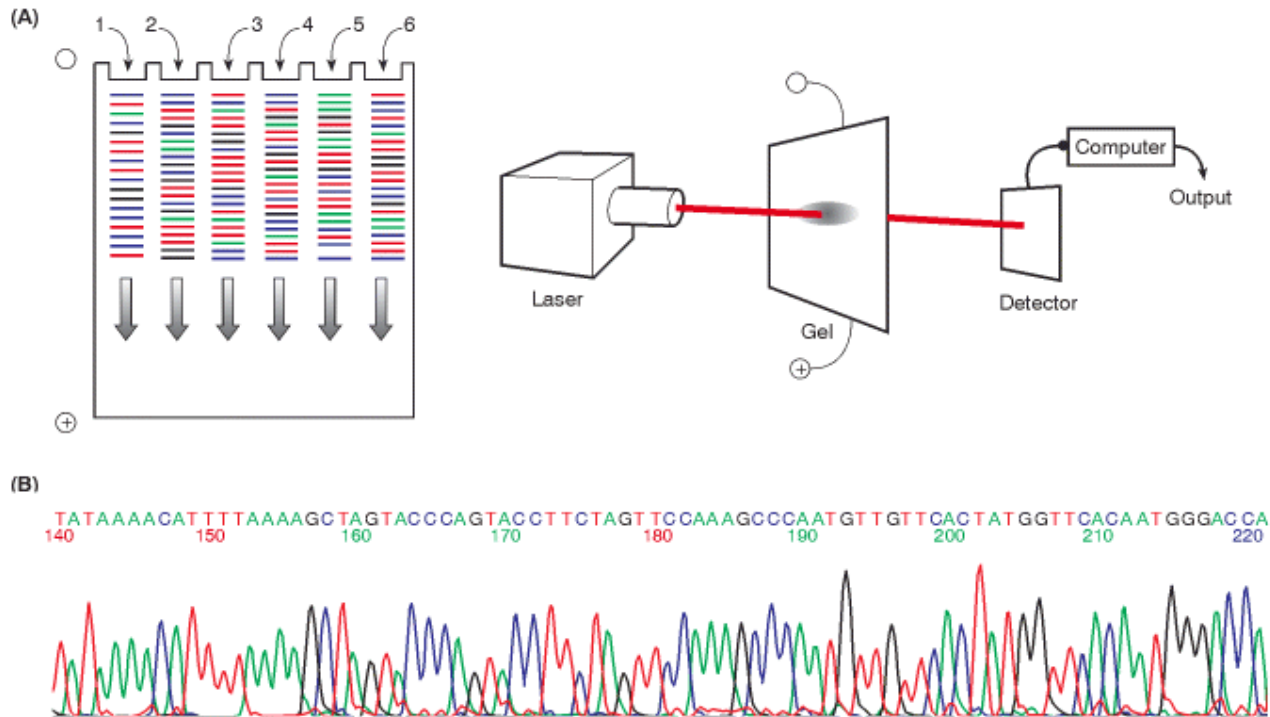 (A)
1 2 3 4 5 6
+
Laser
Gel
+
Detector
Computer
Output
(B)
TATAAAACATTTTAAAAGCTAGTACCCAGTACCTTCTAGTTCCAAAGCCCAATGTTGTTCACTATGGTTCACAATGGGACCA
140 150 160 170 180 190 200 210 220